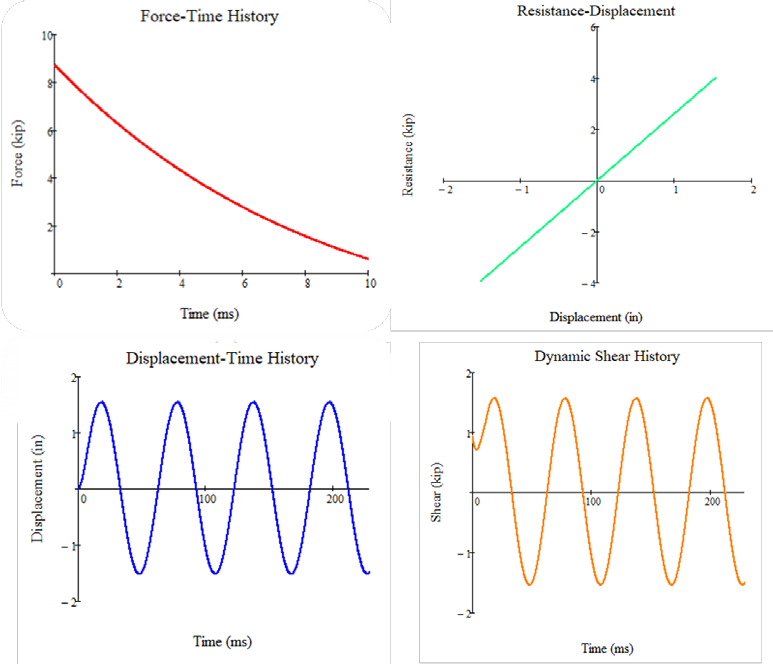 Force-Time History
10
8
6
4
2
0 2 4 6 8 10
Force (kip)
Time (ms)
Resistance-Displacement
6
4
2
− 2 − 1 0 1 2
− 2
− 4
Resistance (kip)
Displacement (in)
Displacement-Time History
2
1
0 100 200
− 1
− 2
Displacement (in)
Time (ms)
Dynamic Shear History
2
1
0 100 200
− 1
− 2
Shear (kip)
Time (ms)